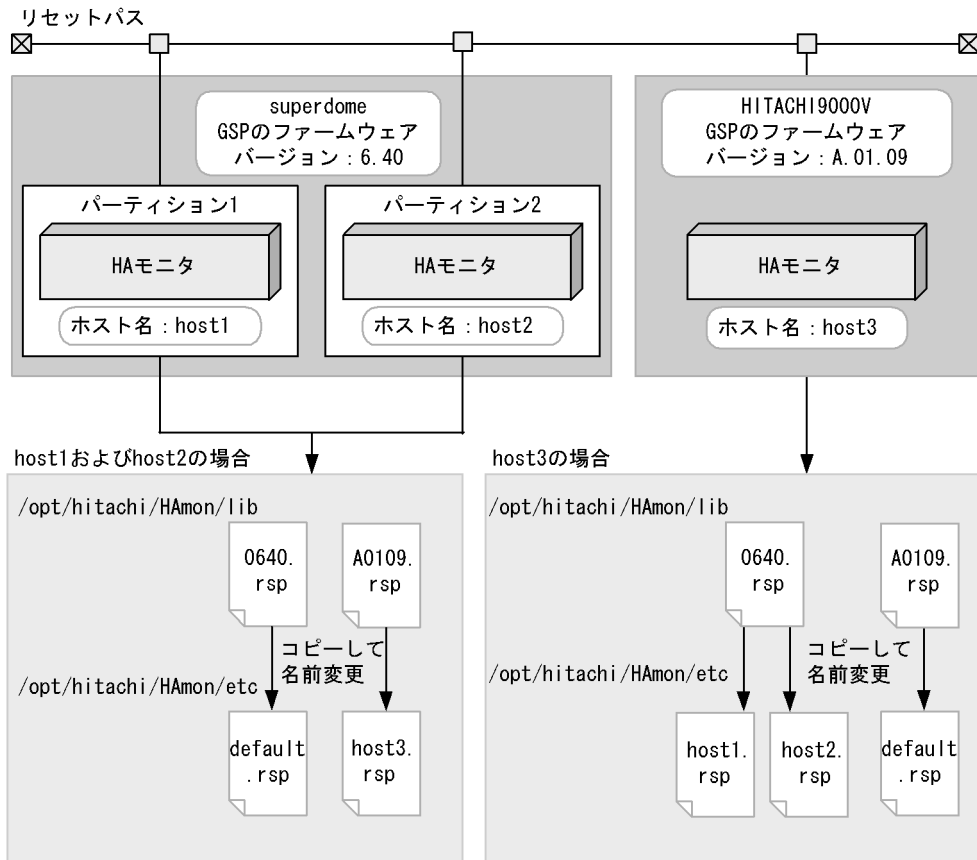 リセットパス
superdome
GSPのファームウェア
バージョン：6.40
HITACHI9000V
GSPのファームウェア
バージョン：A.01.09
パーティション1
パーティション2
HAモニタ
HAモニタ
HAモニタ
ホスト名：host1
ホスト名：host2
ホスト名：host3
host1およびhost2の場合
/opt/hitachi/HAmon/lib
0640.
rsp
A0109.
rsp
コピーして
名前変更
/opt/hitachi/HAmon/etc
default
.rsp
host3.
rsp
host3の場合
/opt/hitachi/HAmon/lib
0640.
rsp
A0109.
rsp
コピーして
名前変更
/opt/hitachi/HAmon/etc
host1.
rsp
host2.
rsp
default
.rsp